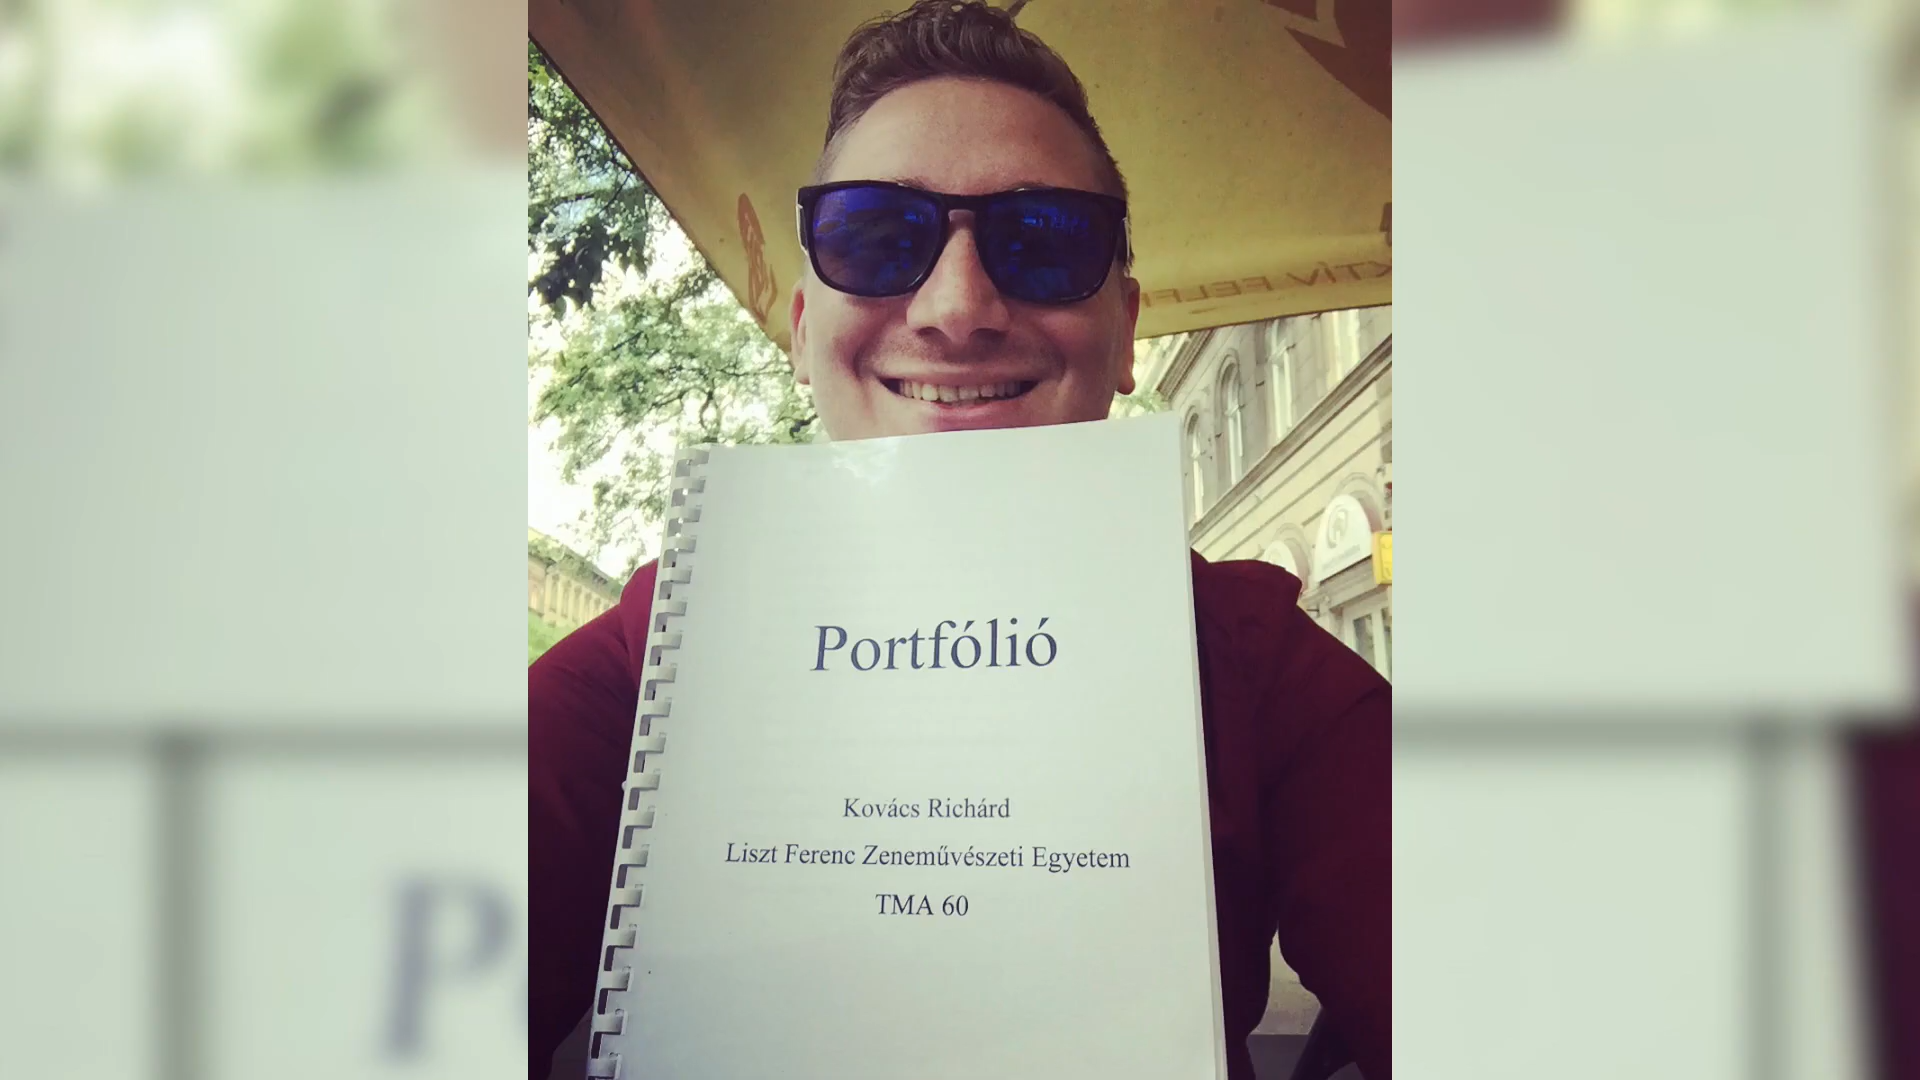 Portfólió
Kovács Richárd
Liszt Ferenc Zeneművészeti Egyetem
TMA 60